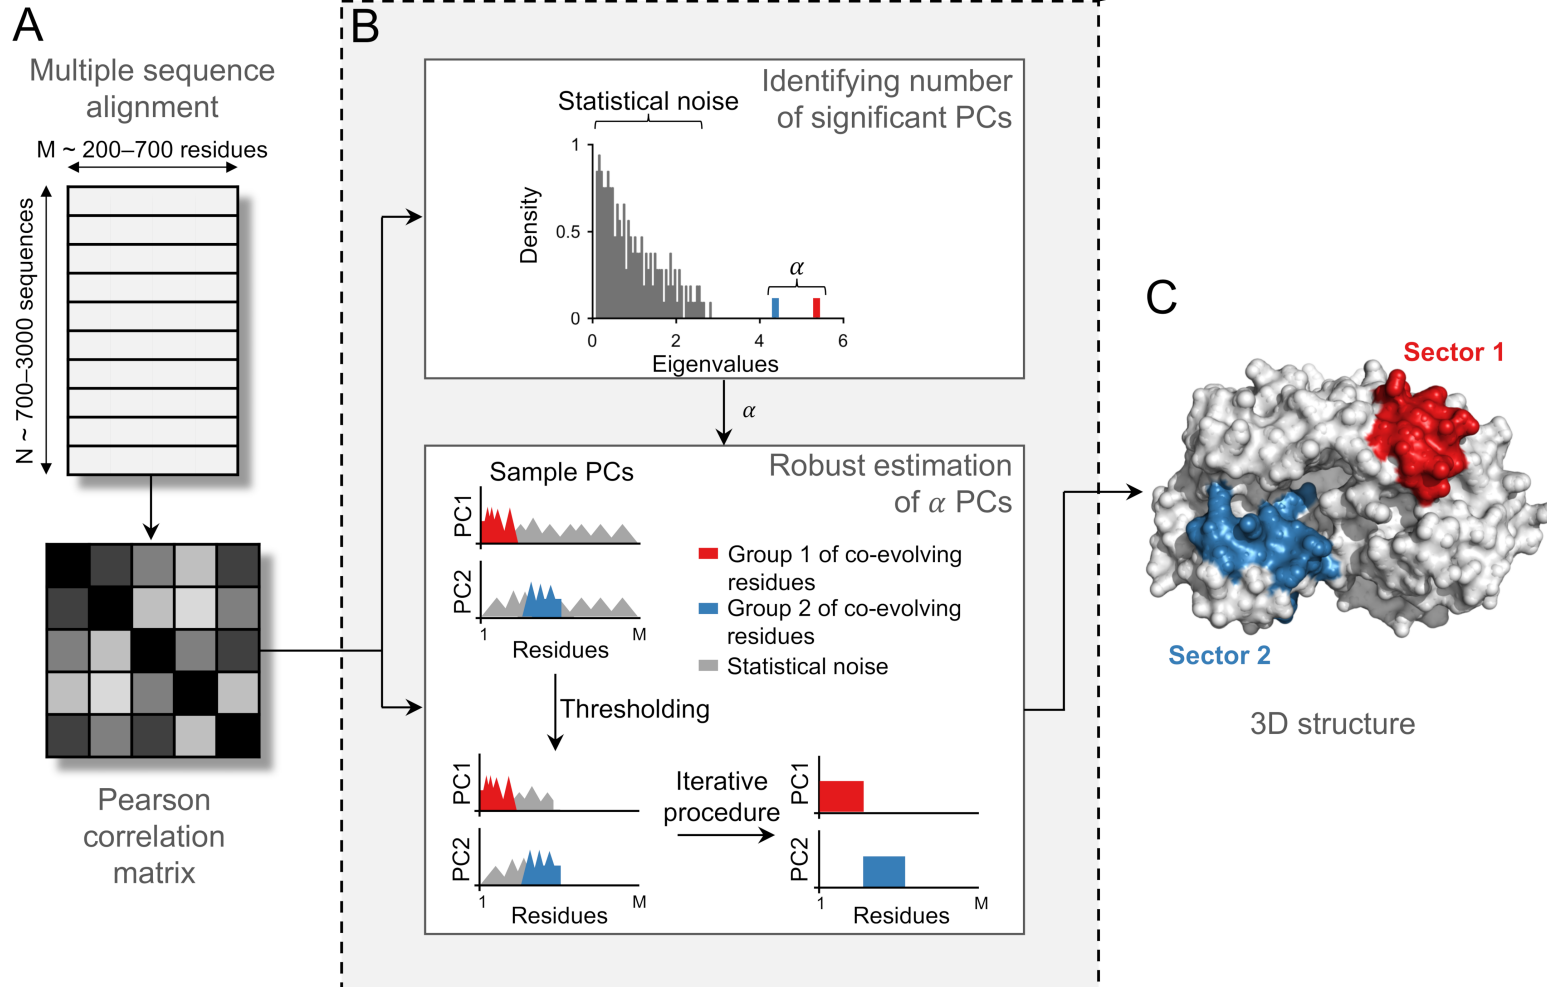 A
Multiple sequence
alignment
M ~ 200–700 residues
N ~ 700–3000 sequences
Pearson
correlation
matrix
B
Identifying number
of significant PCs
Statistical noise
1
0.5
0
Density
0 2 4 6
Eigenvalues
α
α
Robust estimation
of α PCs
Sample PCs
PC1
PC2
1 M
Residues
Group 1 of co-evolving
residues
Group 2 of co-evolving
residues
Statistical noise
Thresholding
PC1
PC2
1 M
Residues
Iterative
procedure
PC1
PC2
1 M
Residues
C
Sector 1
Sector 2
3D structure